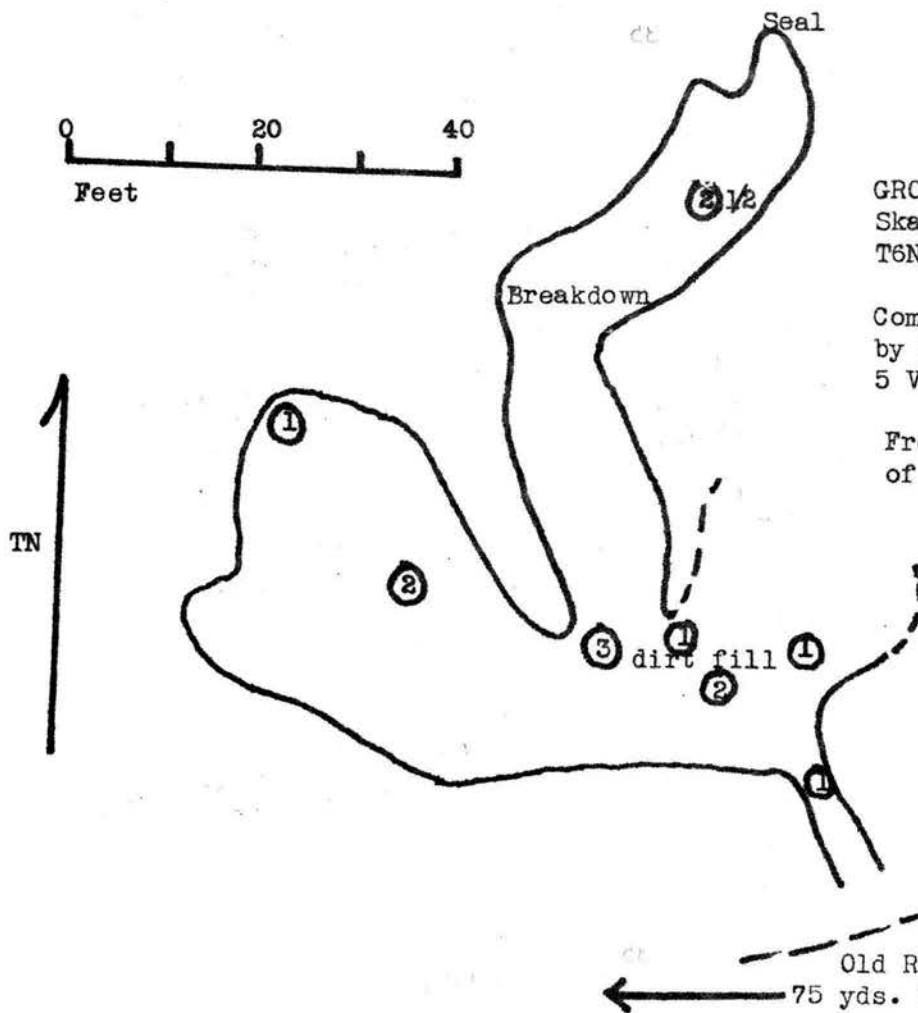 Seal
0 20 40
Feet
2 1/2
GRO
Ska
T6N
Breakdown
Com
by
5 V
1
Fr
of
TN
2
3
1
dirt fill
1
2
1
Old R
75 yds.